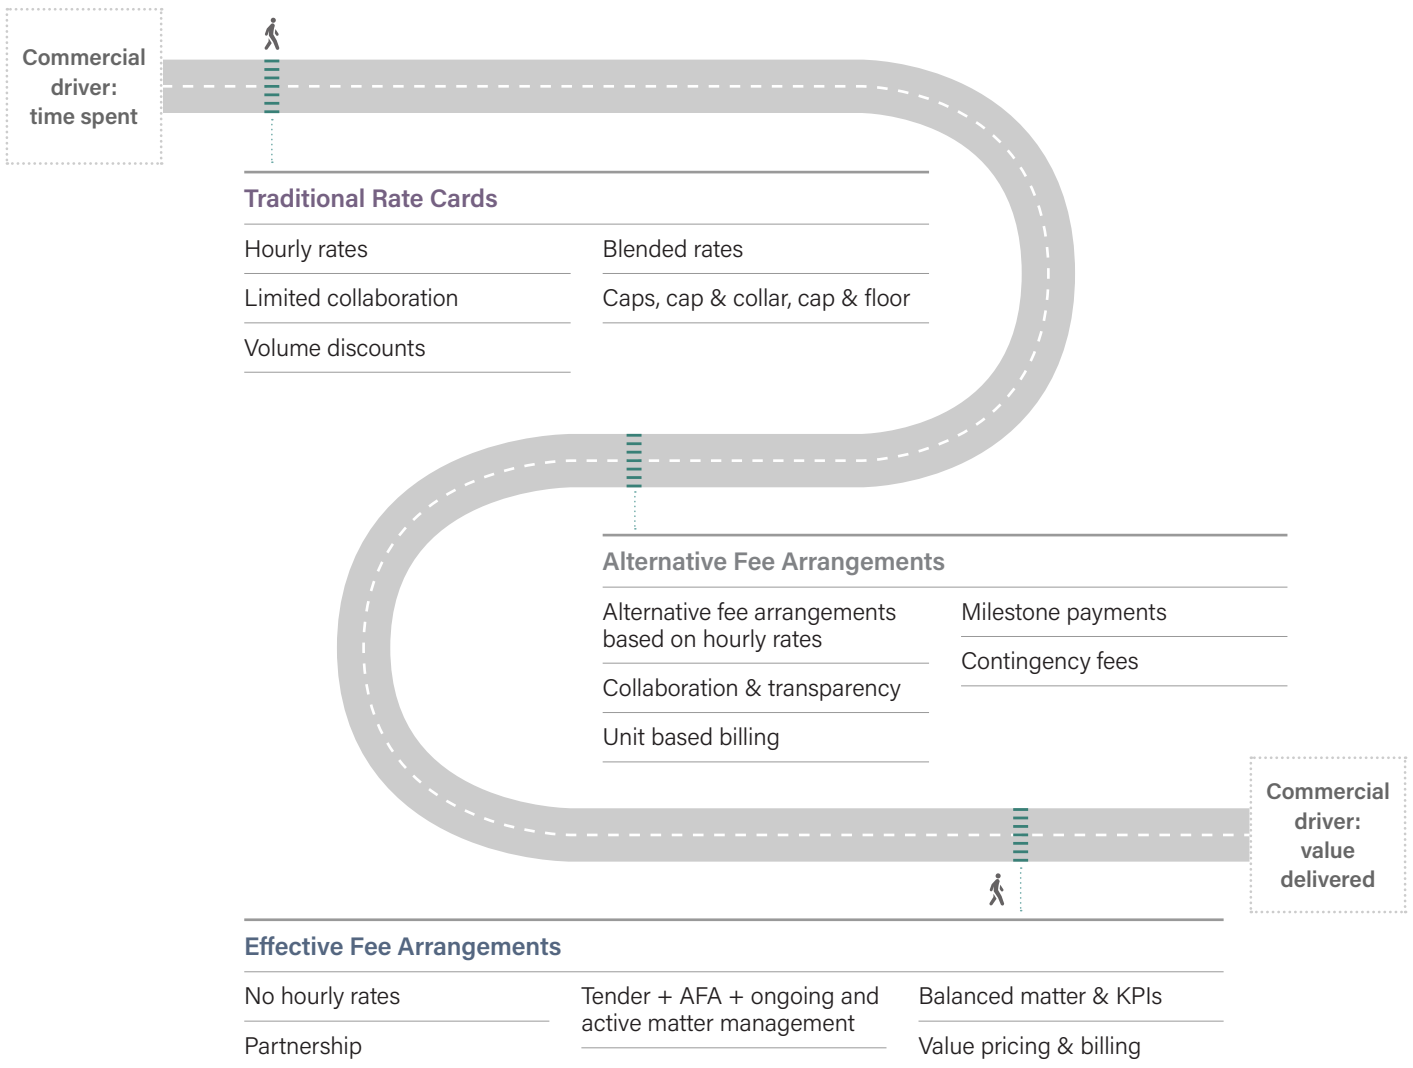 Commercial
driver:
time spent
Traditional Rate Cards
Hourly rates
Limited collaboration
Volume discounts
Blended rates
Caps, cap & collar, cap & floor
Alternative Fee Arrangements
Alternative fee arrangements
based on hourly rates
Collaboration & transparency
Unit based billing
Milestone payments
Contingency fees
Commercial
driver:
value
delivered
Effective Fee Arrangements
No hourly rates
Partnership
Tender + AFA + ongoing and
active matter management
Balanced matter & KPIs
Value pricing & billing